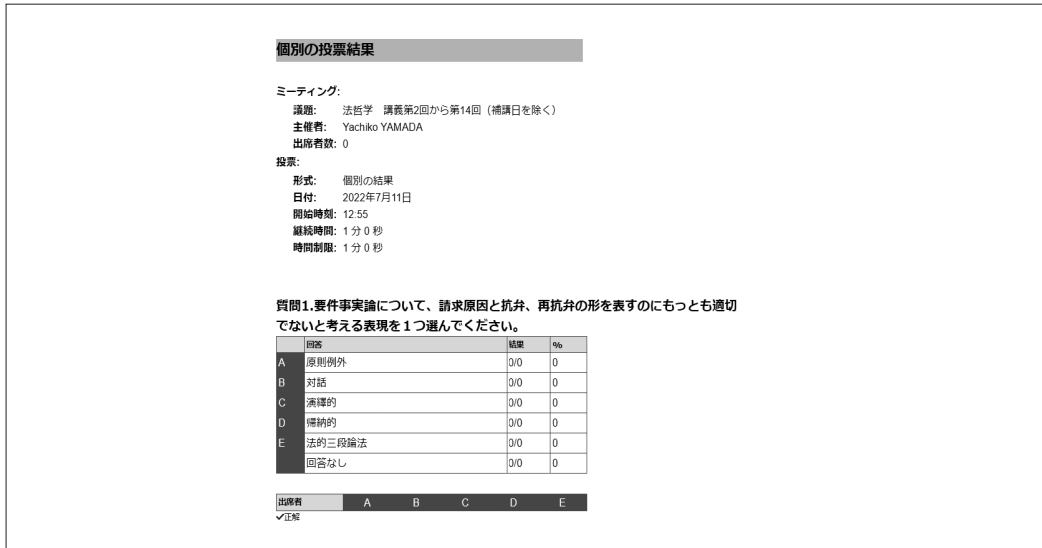 個別の投票結果
ミーティング:
議題: 法哲学 講義第2回から第14回（補講日を除く）
主催者: Yachiko YAMADA
出席者数: 0
投票:
形式: 個別の結果
日付: 2022年7月11日
開始時刻: 12:55
継続時間: 1 分 0 秒
時間制限: 1 分 0 秒
質問1.要件事実論について、請求原因と抗弁、再抗弁の形を表すのにもっとも適切
でないと考える表現を１つ選んでください。
回答 結果 %
A 原則例外 0/0 0
B 対話 0/0 0
C 演繹的 0/0 0
D 帰納的 0/0 0
E 法的三段論法 0/0 0
回答なし 0/0 0
出席者 A B C D E
✔正解